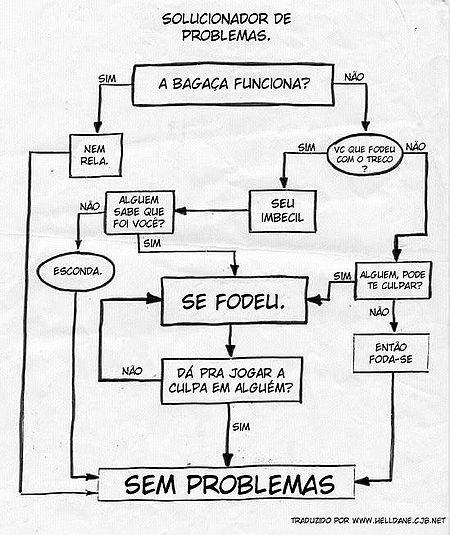 SOLUCIONADOR DE
PROBLEMAS.
A BAGAÇA FUNCIONA?
SIM
NÃO
NEM
RELA.
VC QUE FODEU
COM O TRECO
?
SIM
NÃO
SEU
IMBECIL
ALGUEM
SABE QUE
FOI VOCÊ?
NÃO
SIM
ESCONDA.
ALGUEM, PODE
TE CULPAR?
SIM
NÃO
SE FODEU.
ENTÃO
FODA-SE
DÁ PRA JOGAR A
CULPA EM ALGUÉM?
NÃO
SIM
SEM PROBLEMAS
TRADUZIDO POR WWW.HELLDANE.CJB.NET